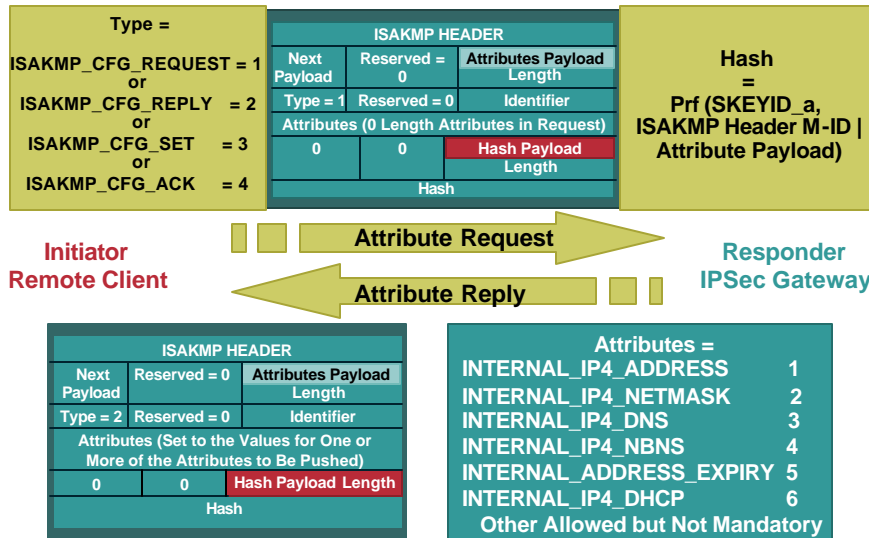 Type =
ISAKMP_CFG_REQUEST = 1
or
ISAKMP_CFG_REPLY = 2
or
ISAKMP_CFG_SET = 3
or
ISAKMP_CFG_ACK = 4
ISAKMP HEADER
Next Payload
Reserved = 0
Attributes Payload
Length
Type = 1
Reserved = 0
Identifier
Attributes (0 Length Attributes in Request)
0
0
Hash Payload
Length
Hash
Hash
=
Prf (SKEYID_a,
ISAKMP Header M-ID |
Attribute Payload)
Initiator
Remote Client
Attribute Request
Attribute Reply
Responder
IPSec Gateway
ISAKMP HEADER
Next Payload
Reserved = 0
Attributes Payload
Length
Type = 2
Reserved = 0
Identifier
Attributes (Set to the Values for One or
More of the Attributes to Be Pushed)
0
0
Hash Payload Length
Hash
Attributes =
INTERNAL_IP4_ADDRESS 1
INTERNAL_IP4_NETMASK 2
INTERNAL_IP4_DNS 3
INTERNAL_IP4_NBNS 4
INTERNAL_ADDRESS_EXPIRY 5
INTERNAL_IP4_DHCP 6
Other Allowed but Not Mandatory